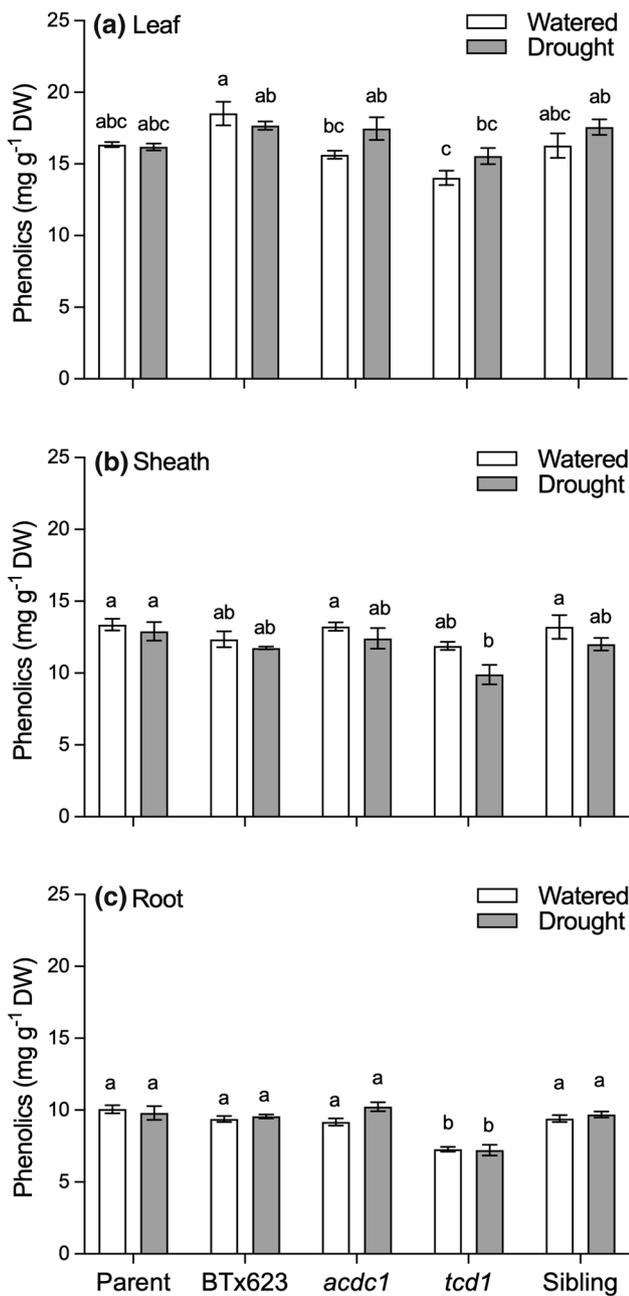 (a) Leaf
Watered
Drought
Phenolics (mg g-1 DW)
25
20
15
10
5
0
abc abc a ab bc ab c bc abc ab
(b) Sheath
Watered
Drought
Phenolics (mg g-1 DW)
25
20
15
10
5
0
a a ab ab a ab ab b a ab
(c) Root
Watered
Drought
Phenolics (mg g-1 DW)
25
20
15
10
5
0
a a a a a a b b a a
Parent BTx623 acdc1 tcd1 Sibling